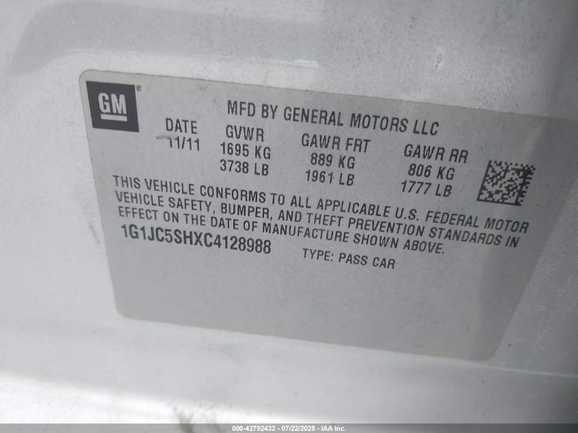 GM ®
MFD BY GENERAL MOTORS LLC
DATE GVWR GAWR FRT GAWR RR
11/11 1695 KG 889 KG 806 KG
3738 LB 1961 LB 1777 LB
THIS VEHICLE CONFORMS TO ALL APPLICABLE U.S. FEDERAL MOTOR
VEHICLE SAFETY, BUMPER, AND THEFT PREVENTION STANDARDS IN
EFFECT ON THE DATE OF MANUFACTURE SHOWN ABOVE.
1G1JC5SHXC4128988 TYPE: PASS CAR
000-42792432 - 07/22/2025 - IAA Inc.